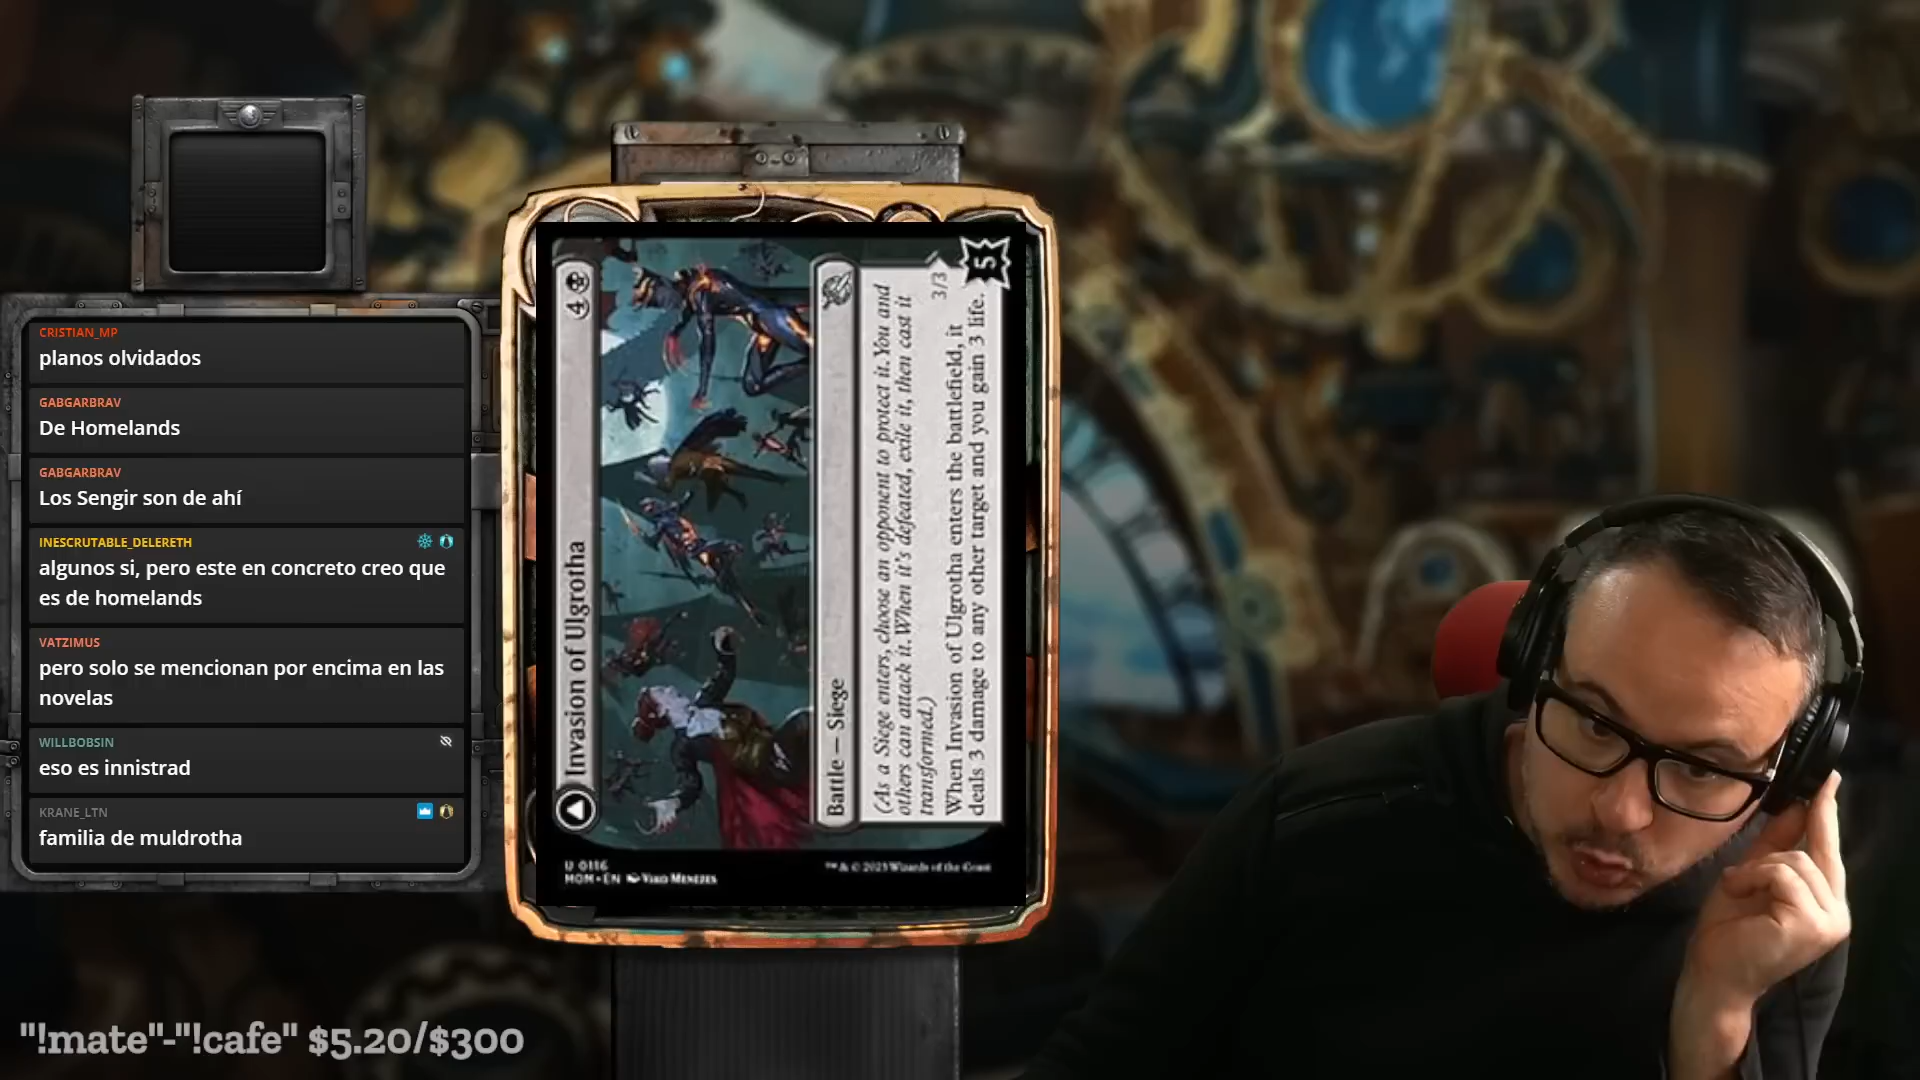 CRISTIAN_MP
planos olvidados
GABGARBRAV
De Homelands
GABGARBRAV
Los Sengir son de ahí
INESCRUTABLE_DELERETH
algunos si, pero este en concreto creo que
es de homelands
VATZIMUS
pero solo se mencionan por encima en las
novelas
WILLBOBSIN
eso es innistrad
KRANE_LTN
familia de muldrotha
"!mate"-"!cafe" $5.20/$300
Invasion of Ulgrotha
4
Battle — Siege
(As a Siege enters, choose an opponent to protect it. You and
others can attack it. When it's defeated, exile it, then cast it
transformed.)
3/3
When Invasion of Ulgrotha enters the battlefield, it
deals 3 damage to any other target and you gain 3 life.
5
U 0116
MOM • EN Yigo Menezes
™ & © 2023 Wizards of the Coast